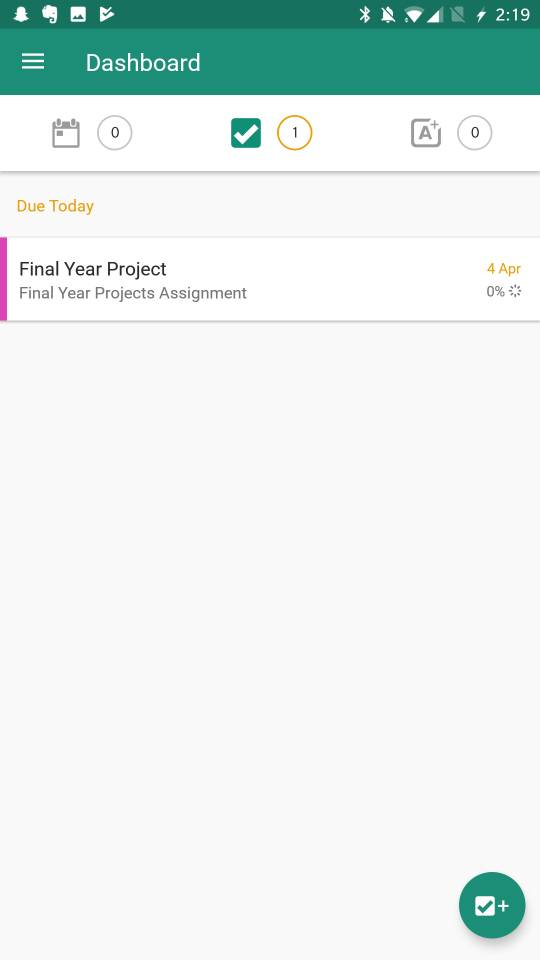 2:19
Dashboard
0
1
A+
0
Due Today
Final Year Project
4 Apr
Final Year Projects Assignment
0%